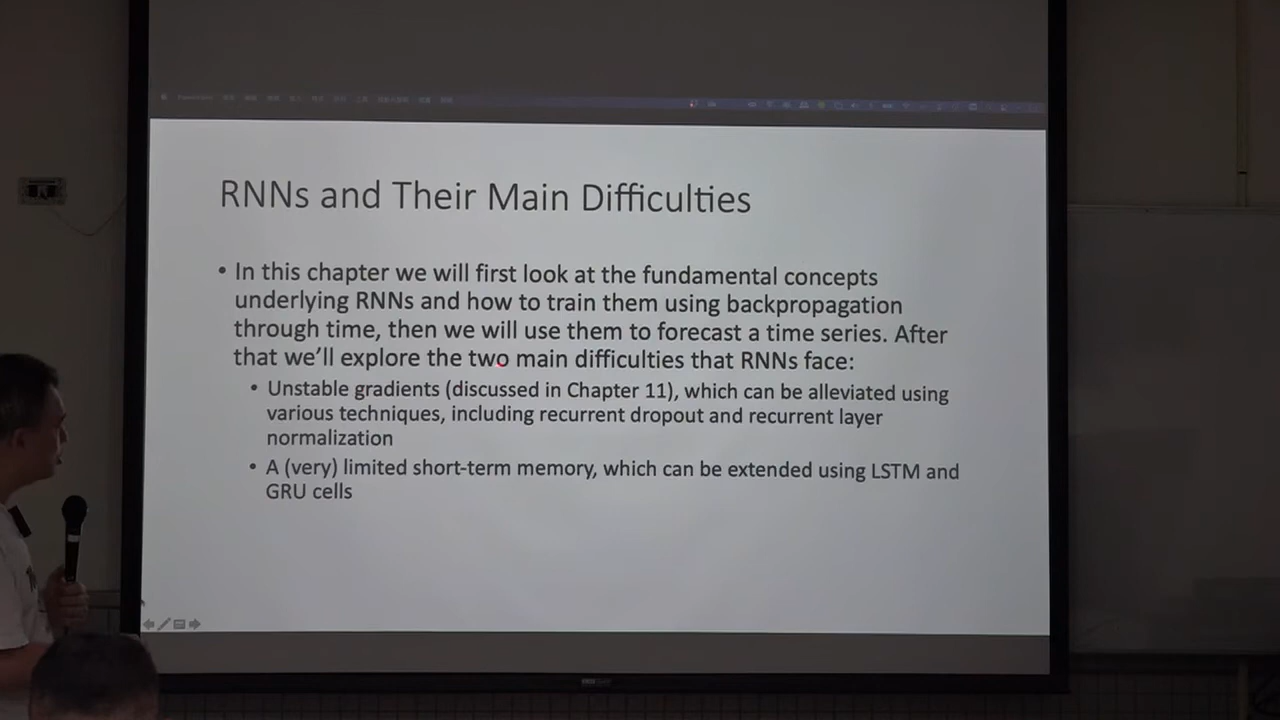 RNNs and Their Main Difficulties
• In this chapter we will first look at the fundamental concepts
underlying RNNs and how to train them using backpropagation
through time, then we will use them to forecast a time series. After
that we'll explore the two main difficulties that RNNs face:
• Unstable gradients (discussed in Chapter 11), which can be alleviated using
various techniques, including recurrent dropout and recurrent layer
normalization
• A (very) limited short-term memory, which can be extended using LSTM and
GRU cells